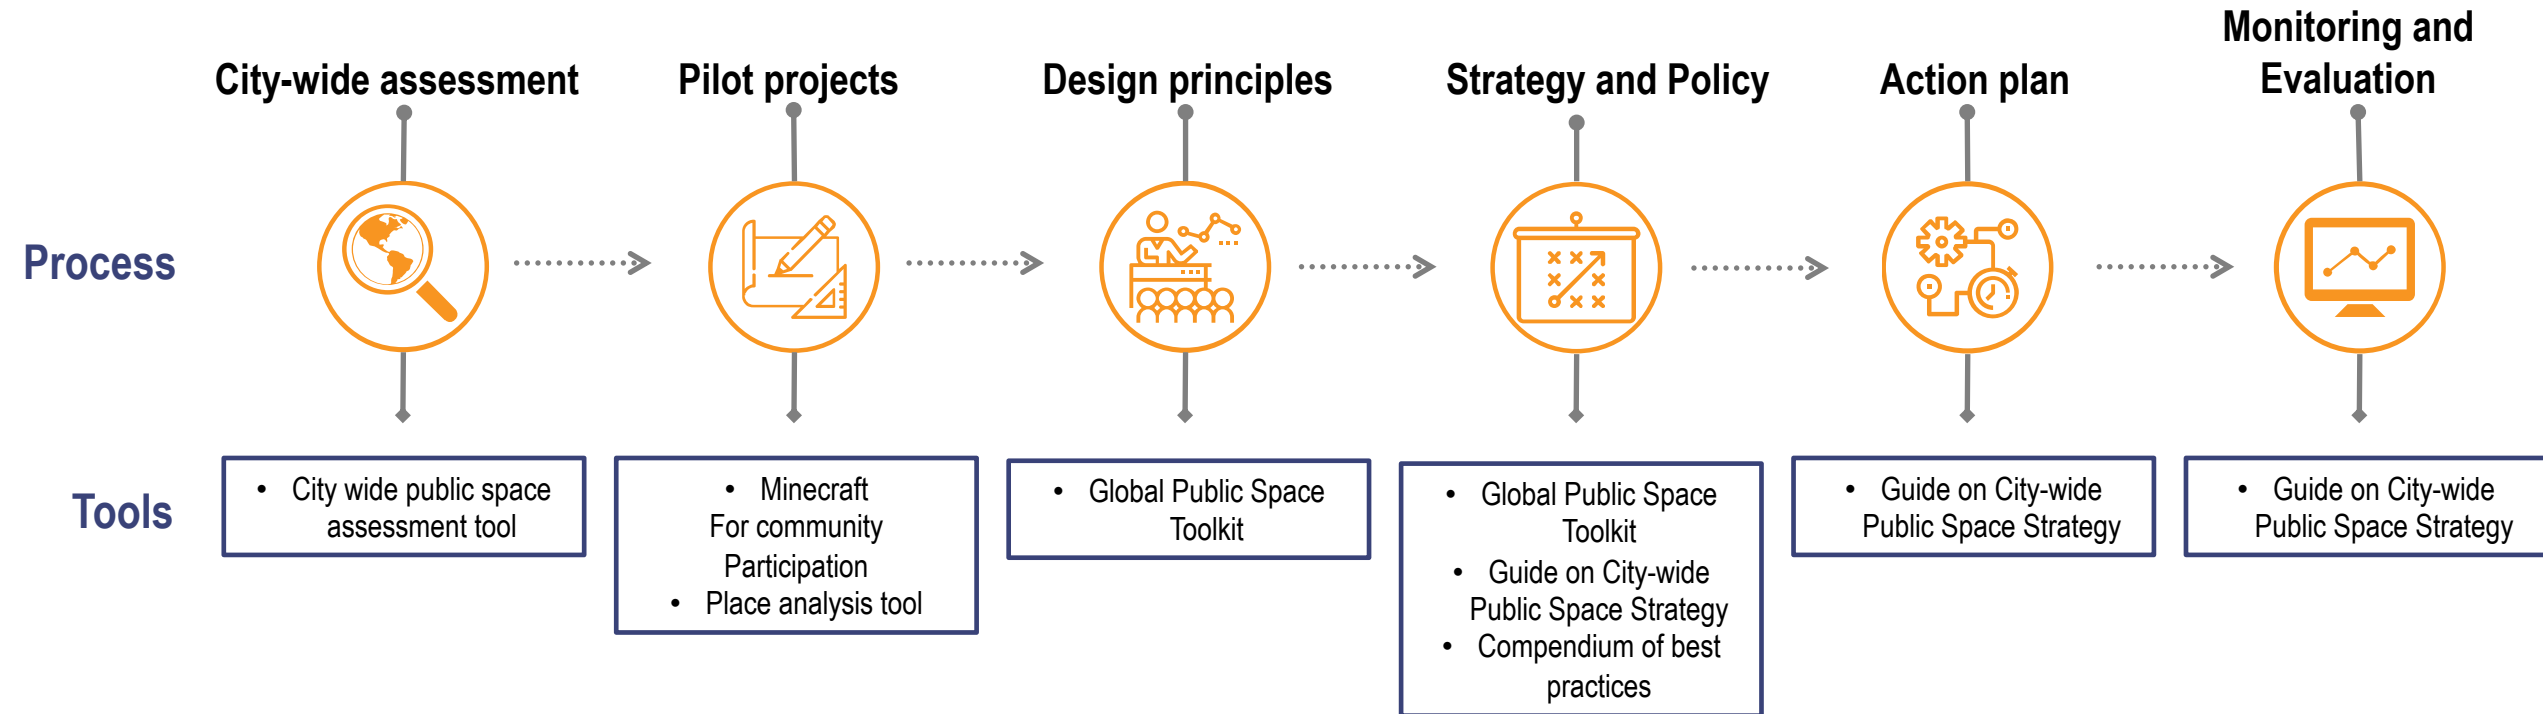 City-wide assessment
Pilot projects
Design principles
Strategy and Policy
Action plan
Monitoring and
Evaluation
Process
Tools
• City wide public space
assessment tool
• Minecraft
For community
Participation
• Place analysis tool
• Global Public Space
Toolkit
• Global Public Space
Toolkit
• Guide on City-wide
Public Space Strategy
• Compendium of best
practices
• Guide on City-wide
Public Space Strategy
• Guide on City-wide
Public Space Strategy